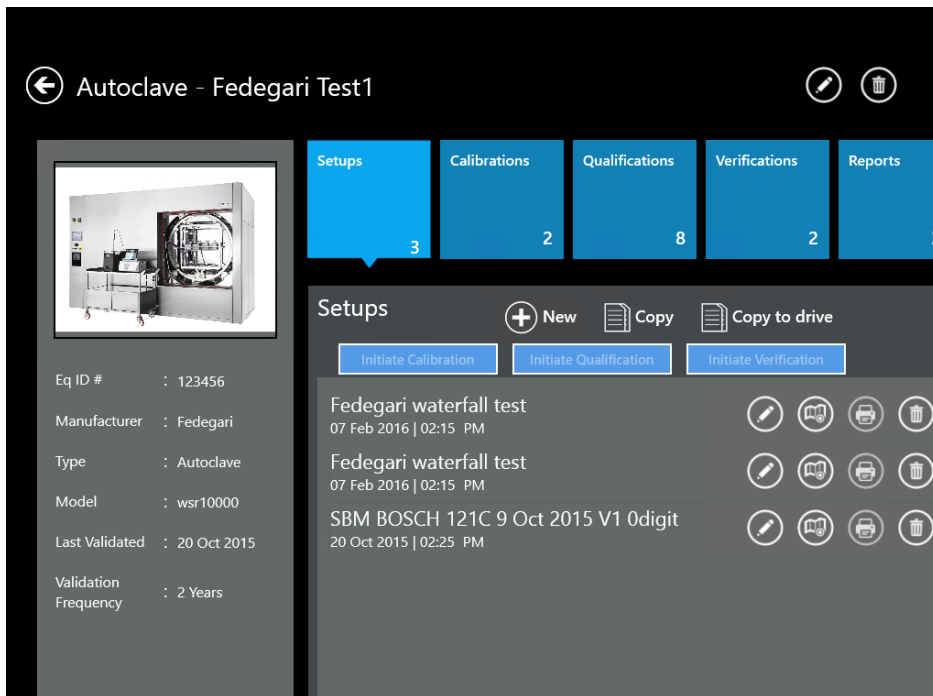 Autoclave - Fedegari Test1
Setups
3
Calibrations
2
Qualifications
8
Verifications
2
Reports
Eq ID # : 123456
Manufacturer : Fedegari
Type : Autoclave
Model : wsr10000
Last Validated : 20 Oct 2015
Validation
Frequency : 2 Years
Setups
New
Copy
Copy to drive
Initiate Calibration
Initiate Qualification
Initiate Verification
Fedegari waterfall test
07 Feb 2016 | 02:15 PM
Fedegari waterfall test
07 Feb 2016 | 02:15 PM
SBM BOSCH 121C 9 Oct 2015 V1 0digit
20 Oct 2015 | 02:25 PM